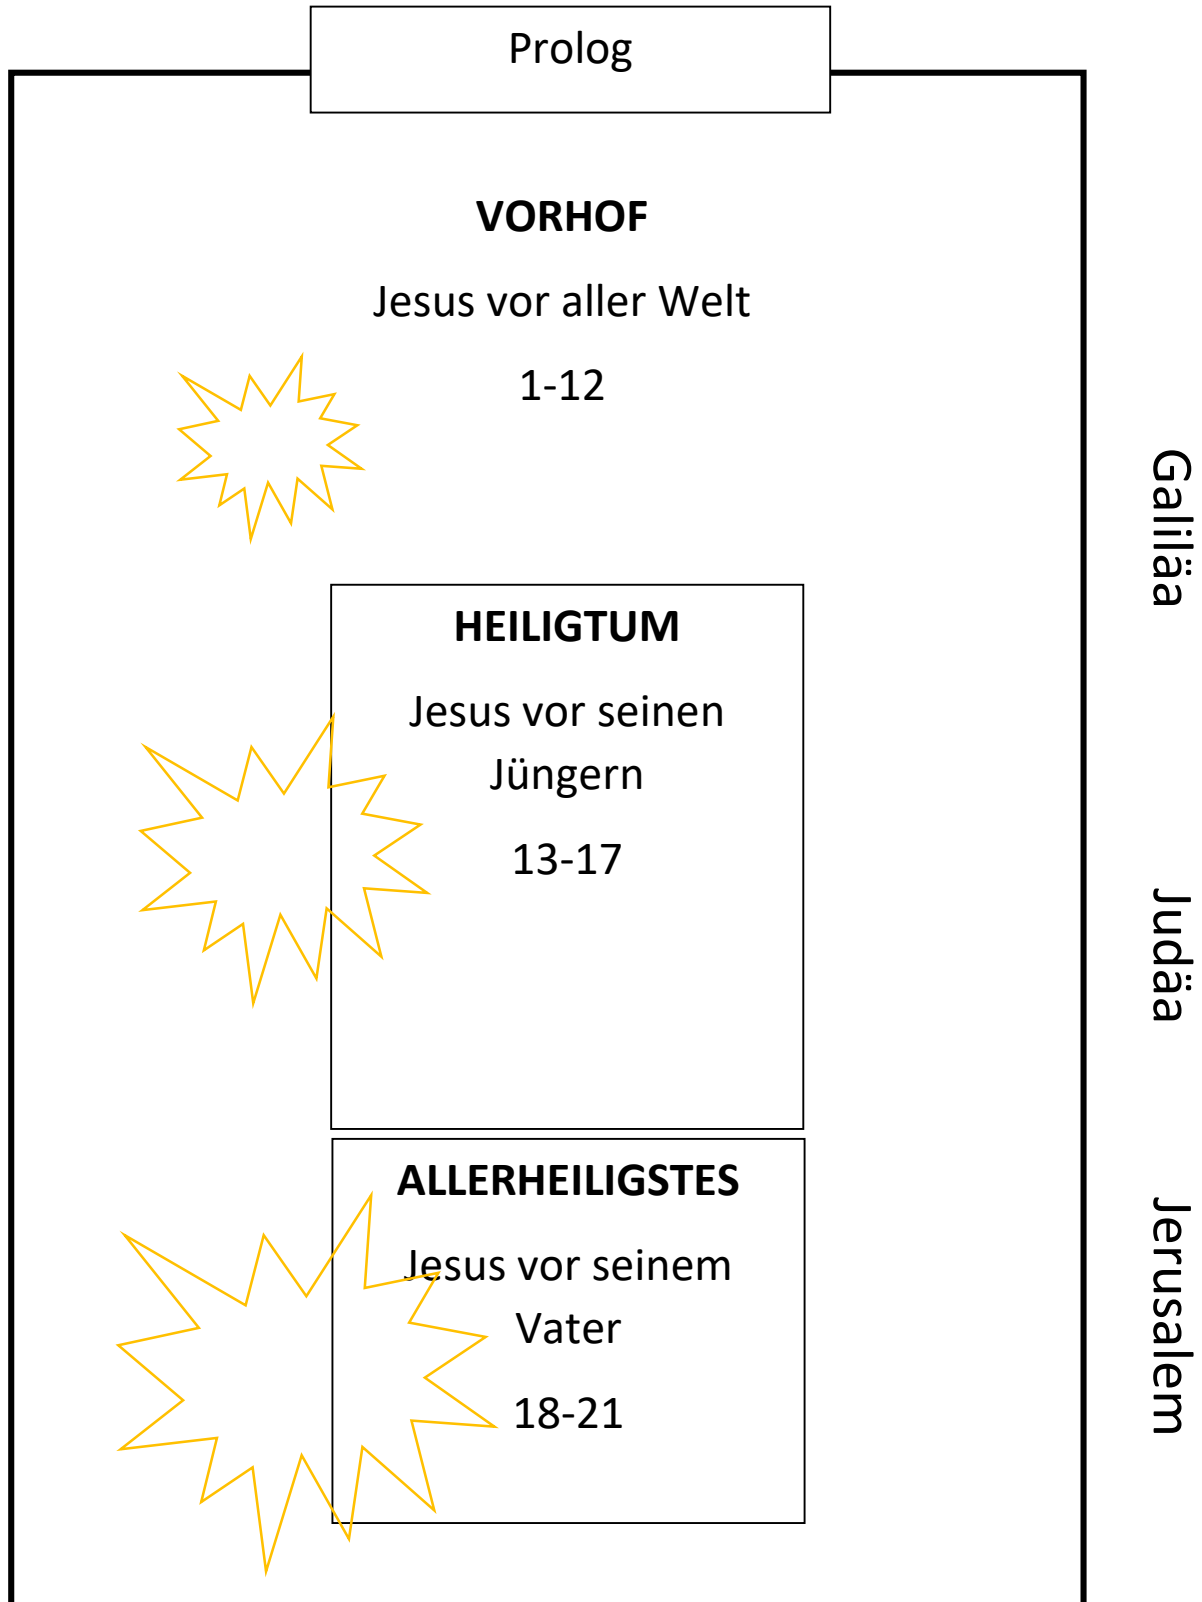 Prolog
VORHOF
Jesus vor aller Welt
1-12
HEILIGTUM
Jesus vor seinen
Jüngern
13-17
ALLERHEILIGSTES
Jesus vor seinem
Vater
18-21
Galiläa
Judäa
Jerusalem